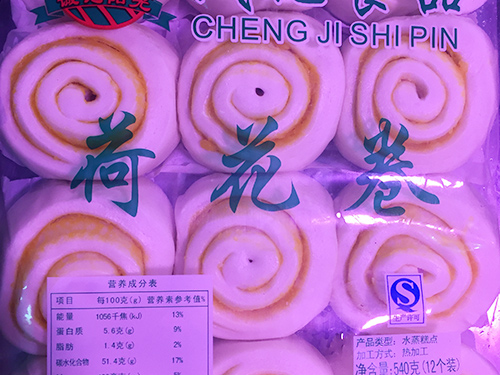 CHENG JI SHI PIN
荷花卷
营养成分表
项目 每100克(g) 营养素参考值%
能量 1056千焦(kJ) 13%
蛋白质 5.6克(g) 9%
脂肪 1.4克(g) 2%
碳水化合物 51.4克(g) 17%
生产许可
产品类型：水蒸糕点
加工方式：热加工
净含量：540克(12个装)